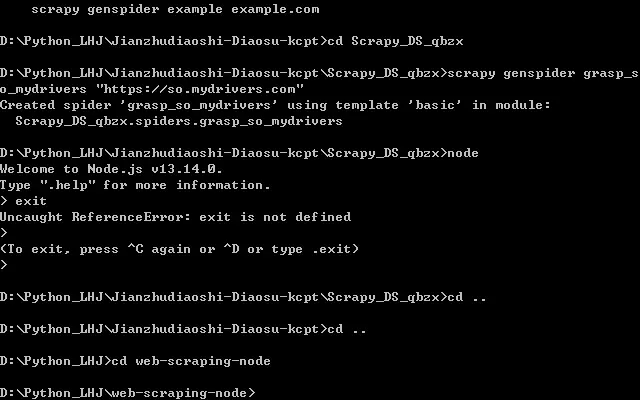 scrapy genspider example example.com
D:\Python_LHJ\Jianzhudiaoshi-Diaosu-kcpt>cd Scrapy_DS_qbzx
D:\Python_LHJ\Jianzhudiaoshi-Diaosu-kcpt\Scrapy_DS_qbzx>scrapy genspider grasp_s
o_mydrivers "https://so.mydrivers.com"
Created spider 'grasp_so_mydrivers' using template 'basic' in module:
Scrapy_DS_qbzx.spiders.grasp_so_mydrivers
D:\Python_LHJ\Jianzhudiaoshi-Diaosu-kcpt\Scrapy_DS_qbzx>node
Welcome to Node.js v13.14.0.
Type ".help" for more information.
> exit
Uncaught ReferenceError: exit is not defined
>
(To exit, press ^C again or ^D or type .exit)
>
D:\Python_LHJ\Jianzhudiaoshi-Diaosu-kcpt\Scrapy_DS_qbzx>cd ..
D:\Python_LHJ\Jianzhudiaoshi-Diaosu-kcpt>cd ..
D:\Python_LHJ>cd web-scraping-node
D:\Python_LHJ\web-scraping-node>